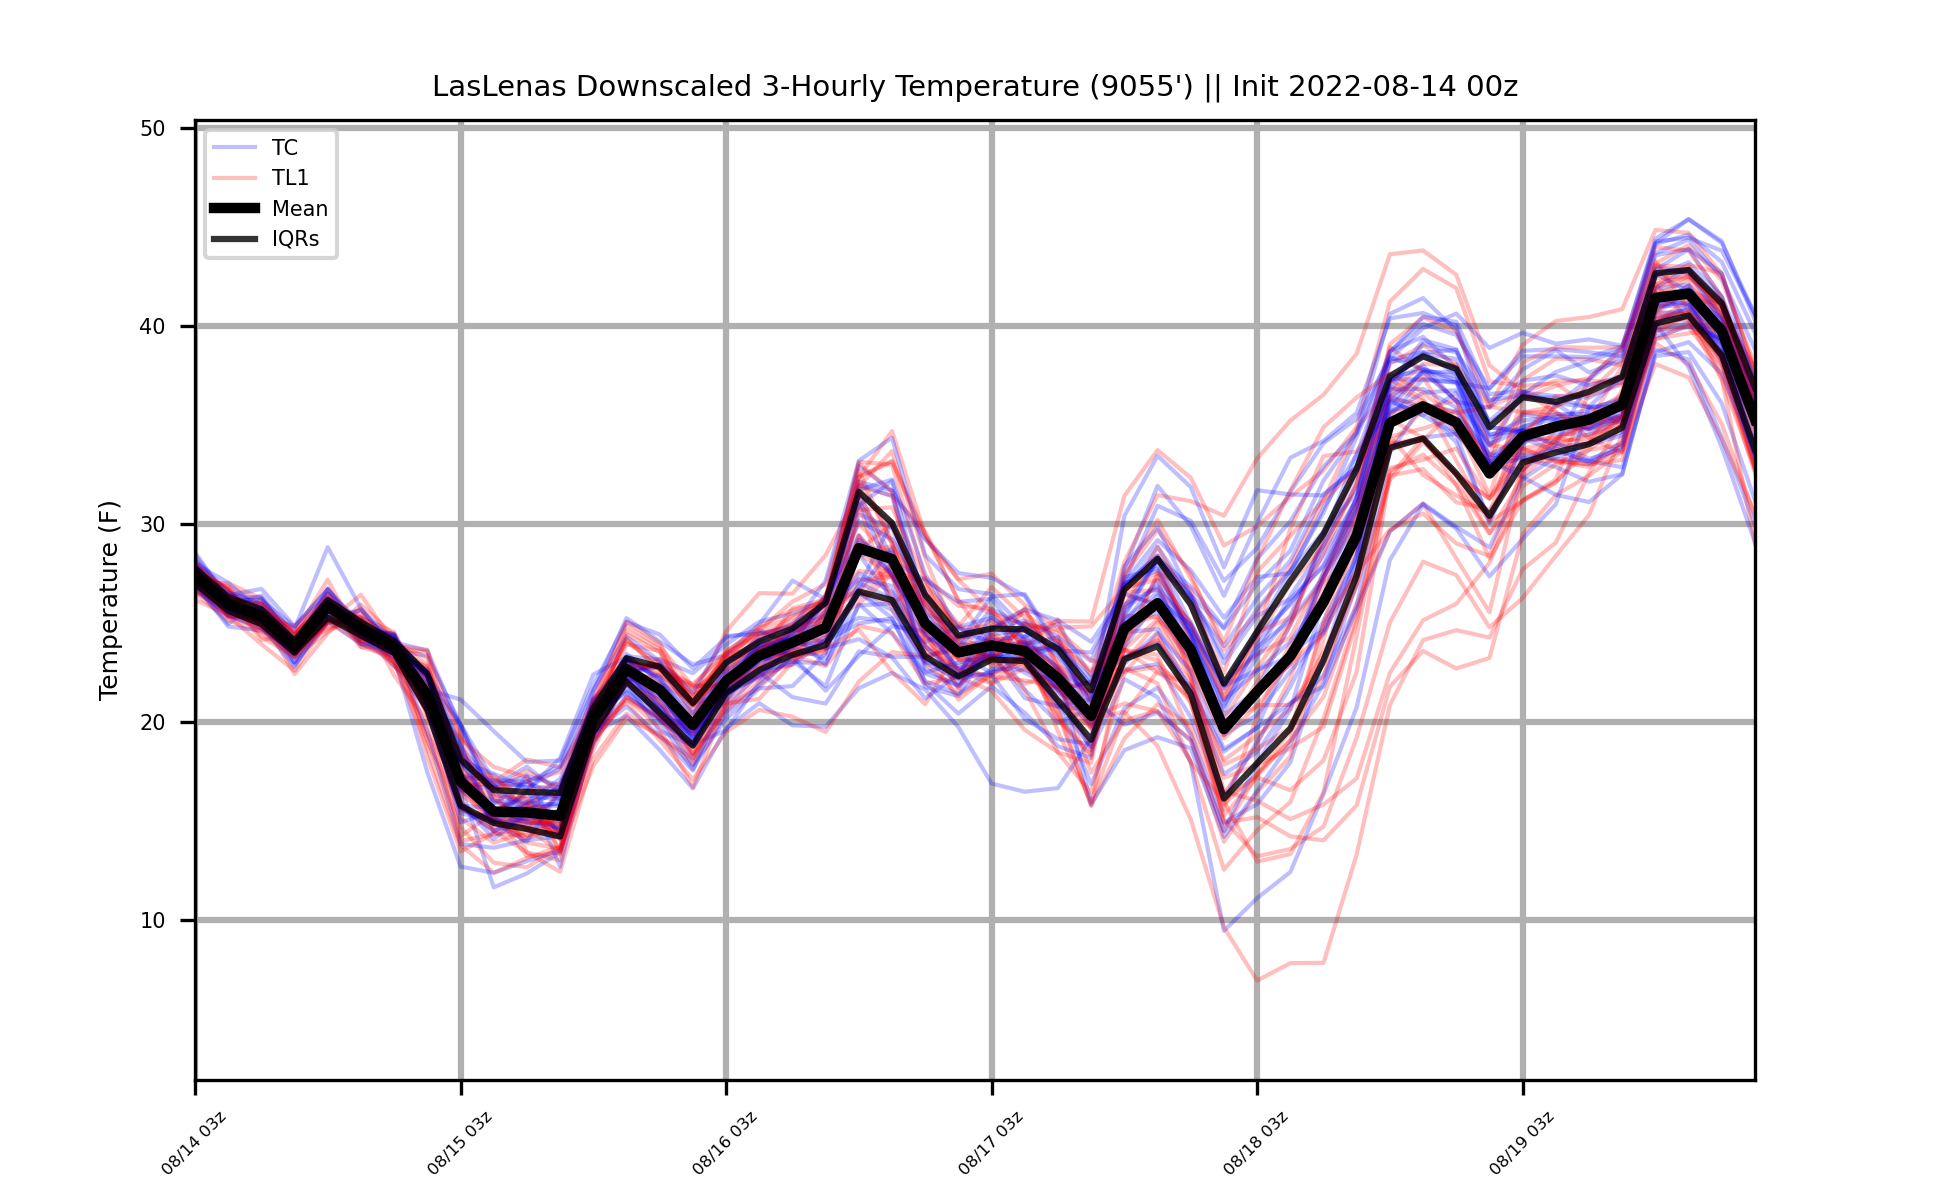 LasLenas Downscaled 3-Hourly Temperature (9055') || Init 2022-08-14 00z
TC
TL1
Mean
IQRs
Temperature (F)
50
40
30
20
10
08/14 03z
08/15 03z
08/16 03z
08/17 03z
08/18 03z
08/19 03z